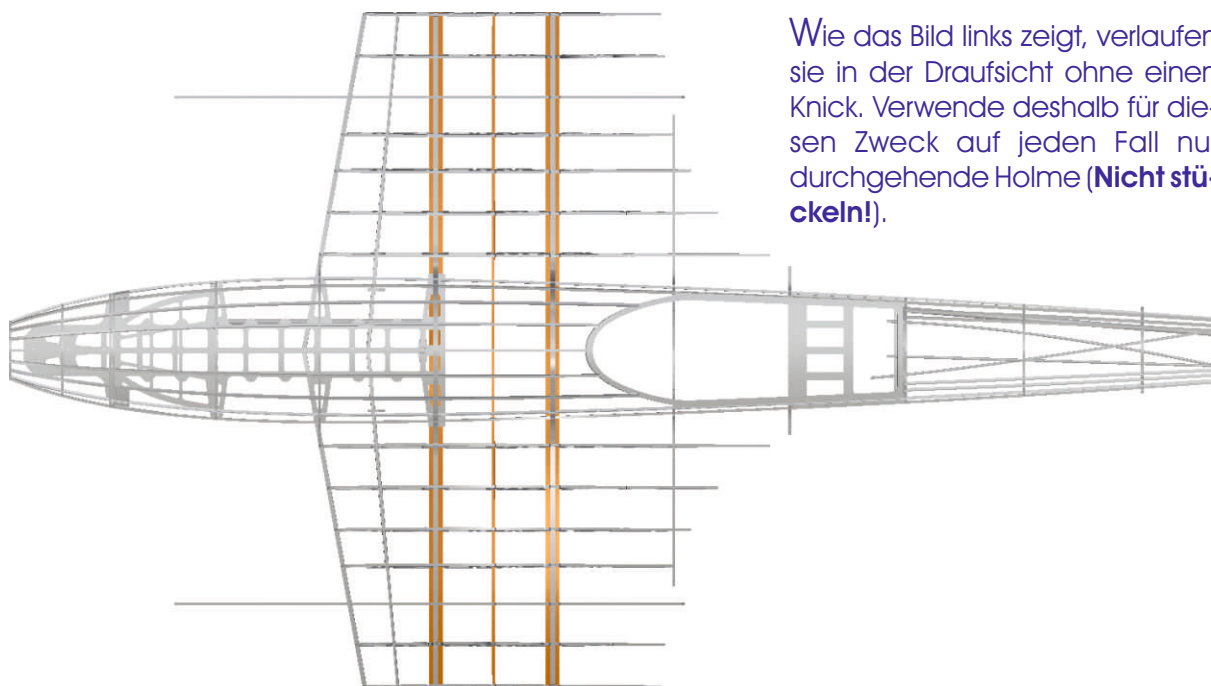 Wie das Bild links zeigt, verlaufen
sie in der Draufsicht ohne einen
Knick. Verwende deshalb für die-
sen Zweck auf jeden Fall nur
durchgehende Holme (Nicht stü-
ckeln!).